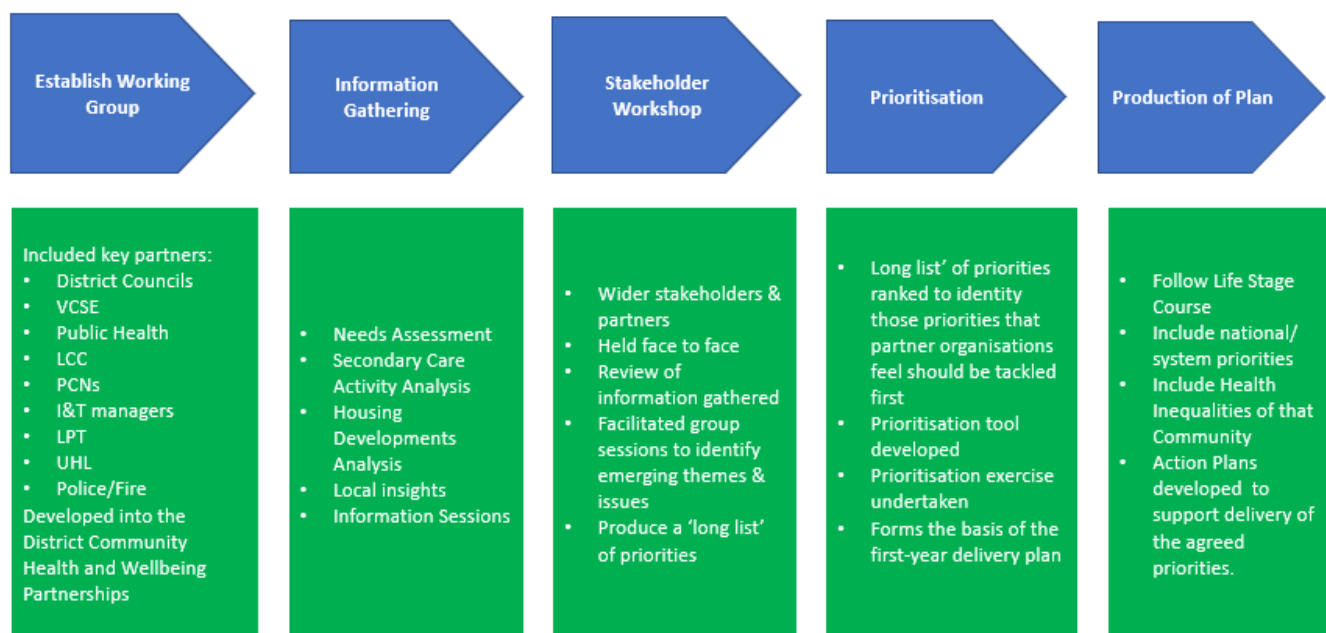 Establish Working
Group
Information
Gathering
Stakeholder
Workshop
Prioritisation
Production of Plan
Included key partners:
• District Councils
• VCSE
• Public Health
• LCC
• PCNs
• I&T managers
• LPT
• UHL
• Police/Fire
Developed into the
District Community
Health and Wellbeing
Partnerships
• Needs Assessment
• Secondary Care
Activity Analysis
• Housing
Developments
Analysis
• Local insights
• Information Sessions
• Wider stakeholders &
partners
• Held face to face
• Review of
information gathered
• Facilitated group
sessions to identify
emerging themes &
issues
• Produce a ‘long list’
of priorities
• Long list’ of priorities
ranked to identity
those priorities that
partner organisations
feel should be tackled
first
• Prioritisation tool
developed
• Prioritisation exercise
undertaken
• Forms the basis of the
first-year delivery plan
• Follow Life Stage
Course
• Include national/
system priorities
• Include Health
Inequalities of that
Community
• Action Plans
developed to
support delivery of
the agreed
priorities.